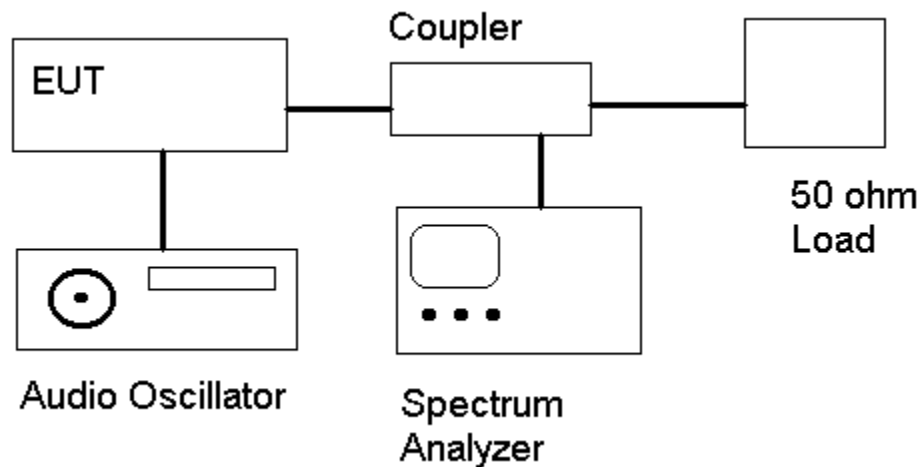 Coupler
EUT
50 ohm
Load
Audio Oscillator
Spectrum
Analyzer